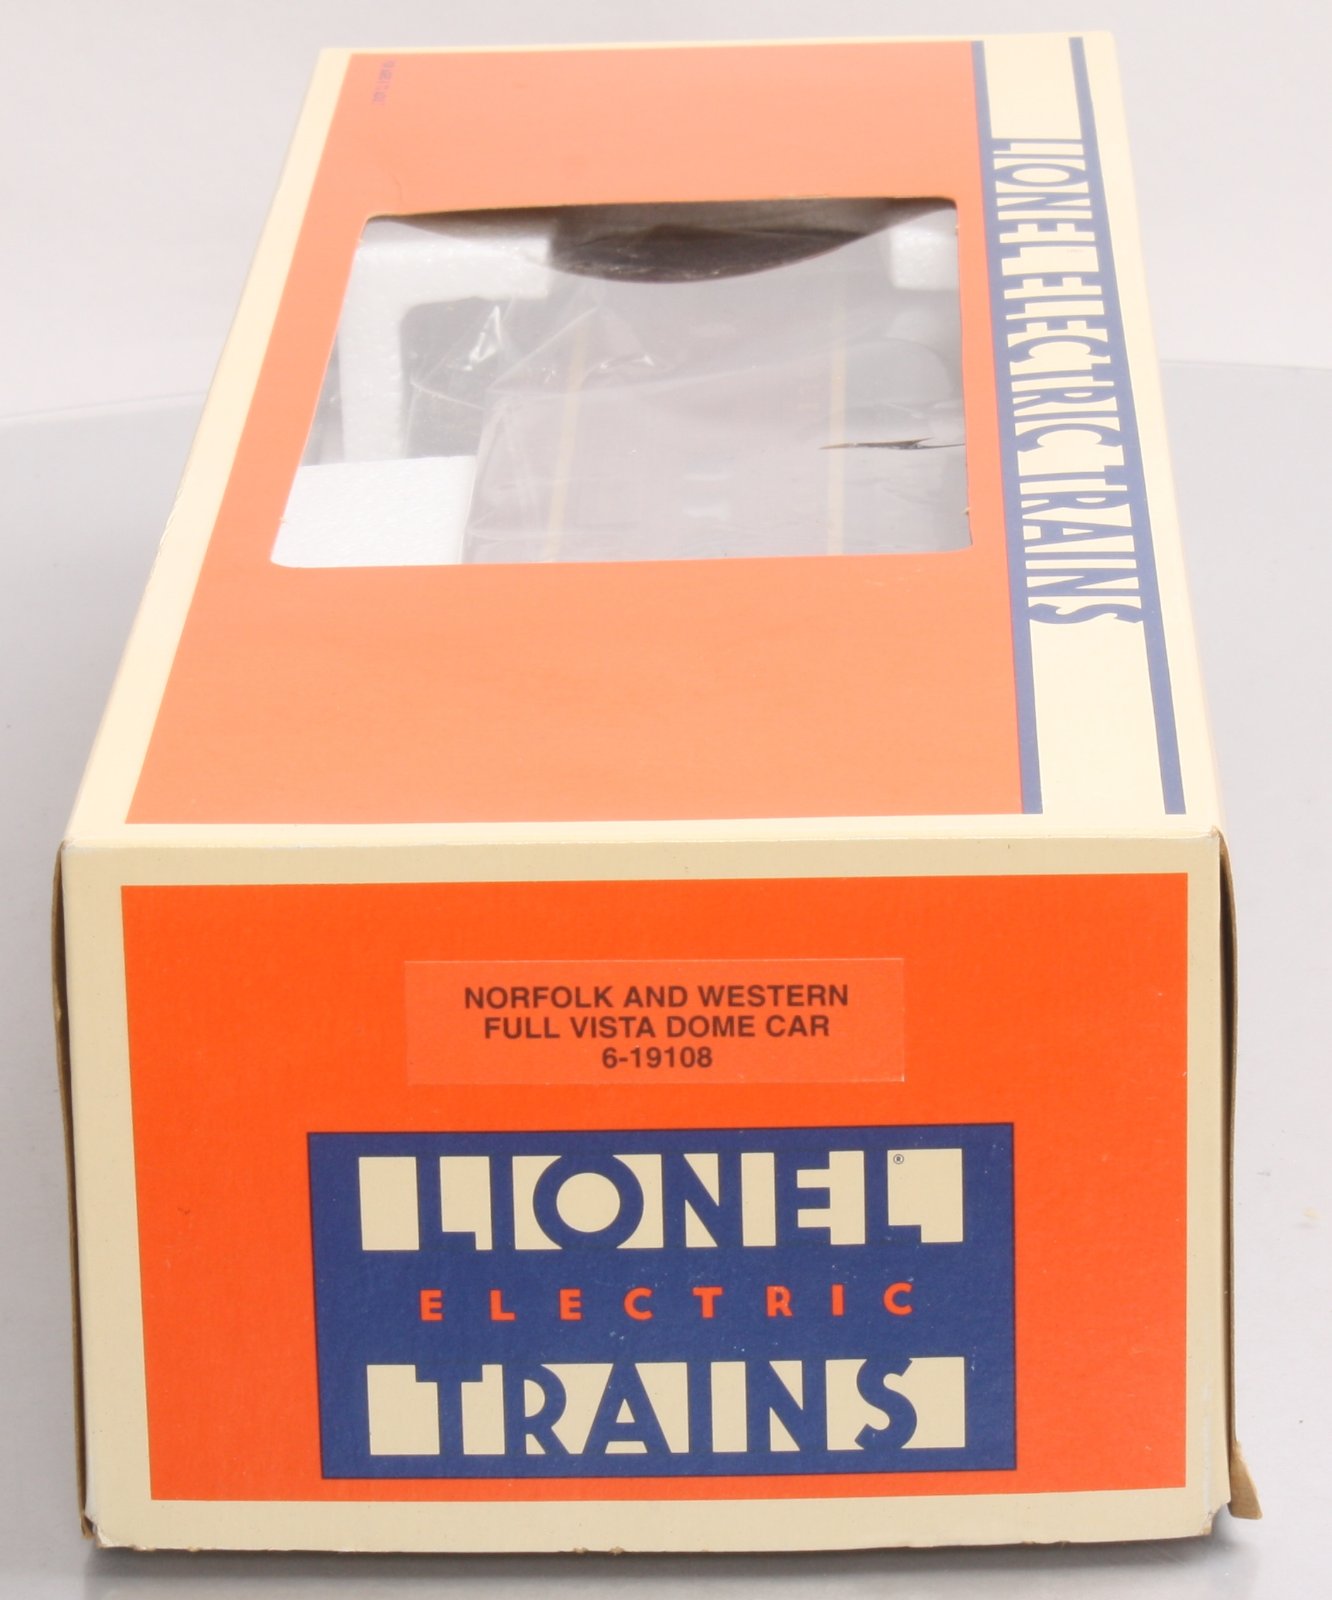 LIONEL ELECTRIC TRAINS
NORFOLK AND WESTERN
FULL VISTA DOME CAR
6-19108
LIONEL®
ELECTRIC
TRAINS